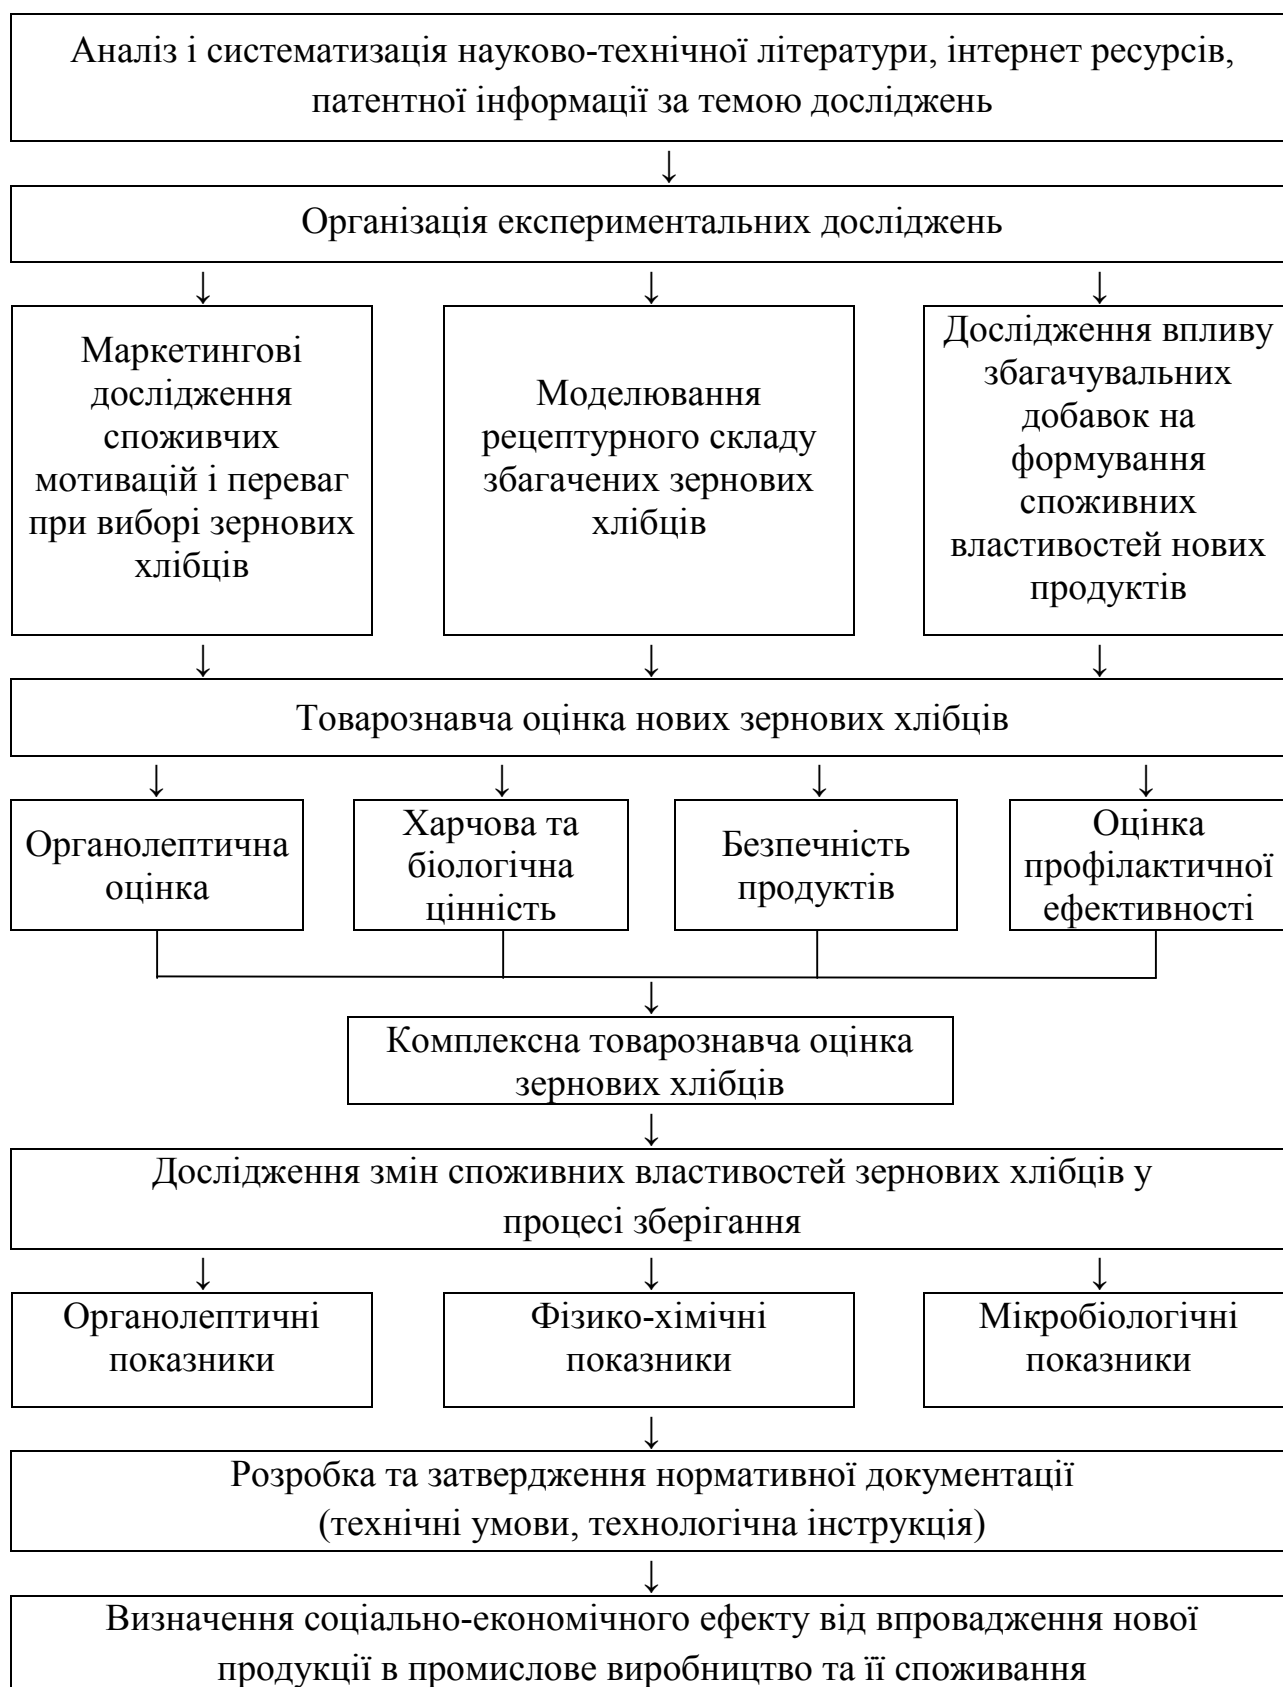 Аналіз і систематизація науково-технічної літератури, інтернет ресурсів,
патентної інформації за темою досліджень
↓
Організація експериментальних досліджень
↓ ↓ ↓
Маркетингові
дослідження
споживчих
мотивацій і переваг
при виборі зернових
хлібців
Моделювання
рецептурного складу
збагачених зернових
хлібців
Дослідження впливу
збагачувальних
добавок на
формування
споживних
властивостей нових
продуктів
↓ ↓ ↓
Товарознавча оцінка нових зернових хлібців
↓ ↓ ↓ ↓
Органолептична
оцінка
Харчова та
біологічна
цінність
Безпечність
продуктів
Оцінка
профілактичної
ефективності
↓
Комплексна товарознавча оцінка
зернових хлібців
↓
Дослідження змін споживних властивостей зернових хлібців у
процесі зберігання
↓ ↓ ↓
Органолептичні
показники
Фізико-хімічні
показники
Мікробіологічні
показники
↓
Розробка та затвердження нормативної документації
(технічні умови, технологічна інструкція)
↓
Визначення соціально-економічного ефекту від впровадження нової
продукції в промислове виробництво та її споживання